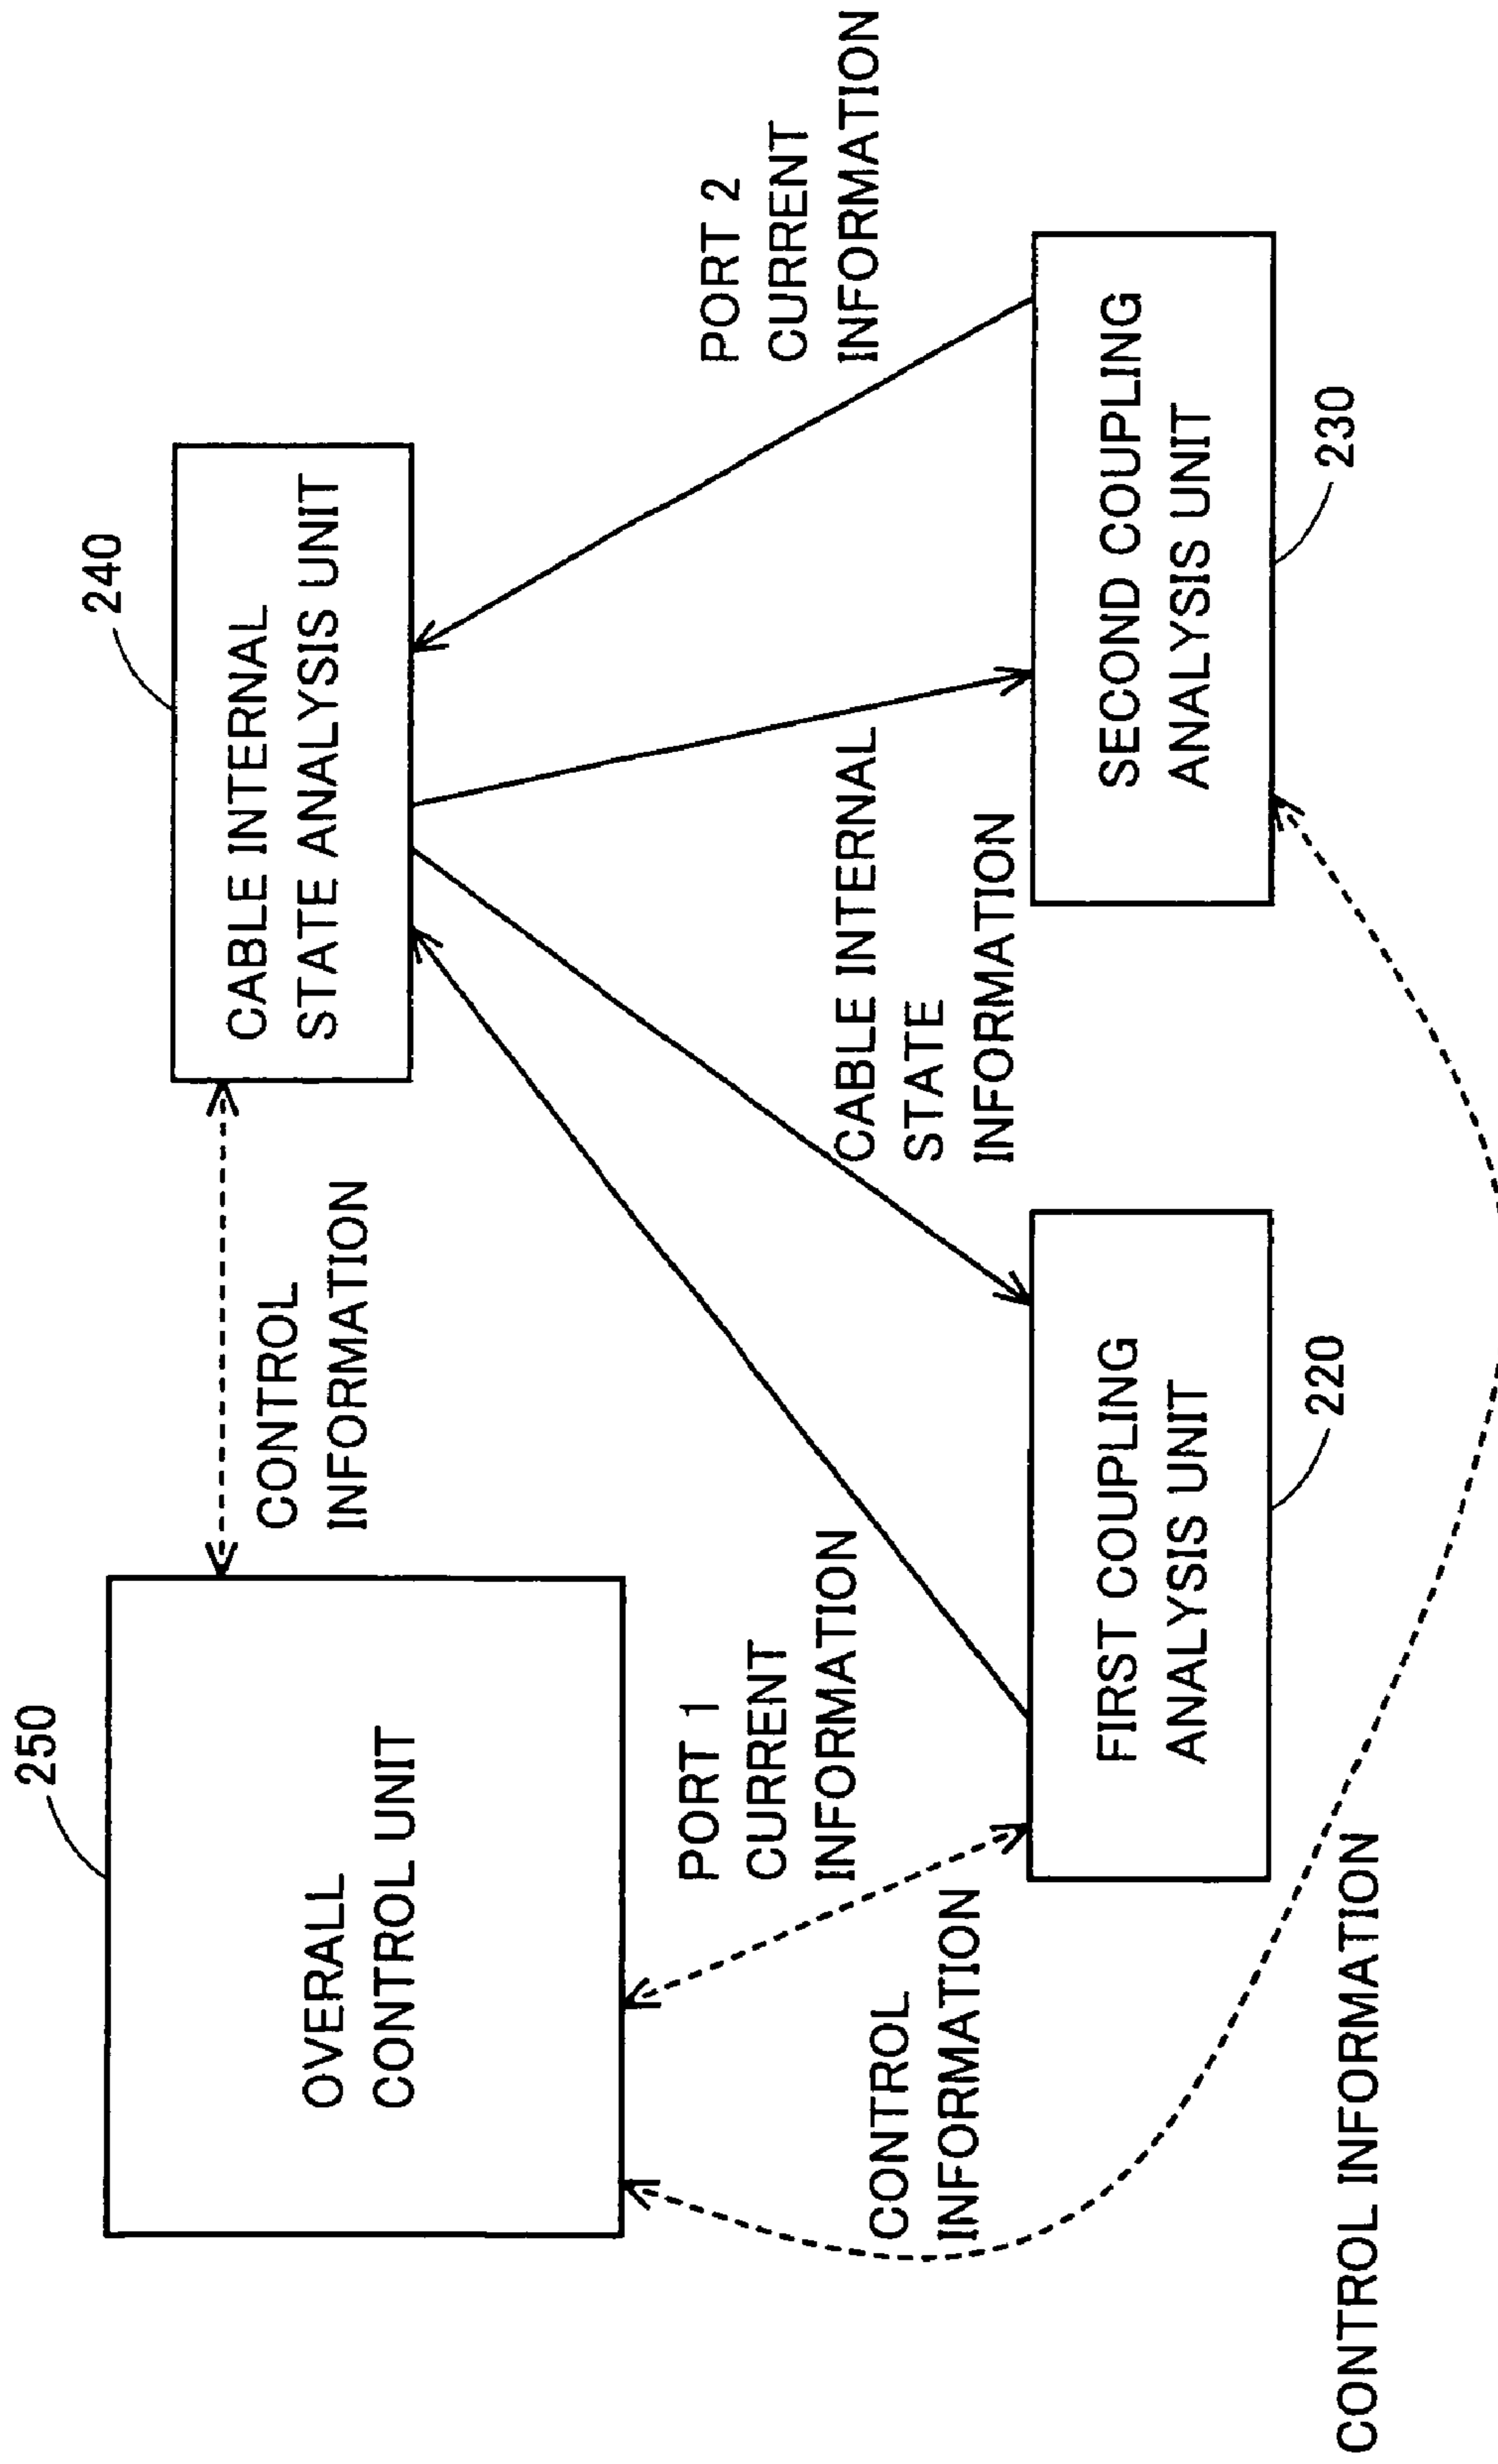 250
OVERALL
CONTROL UNIT
CONTROL
INFORMATION
240
CABLE INTERNAL
STATE ANALYSIS UNIT
PORT 1
CURRENT
INFORMATION
PORT 2
CURRENT
INFORMATION
CONTROL
INFORMATION
CABLE INTERNAL
STATE
INFORMATION
FIRST COUPLING
ANALYSIS UNIT
220
SECOND COUPLING
ANALYSIS UNIT
230
CONTROL INFORMATION